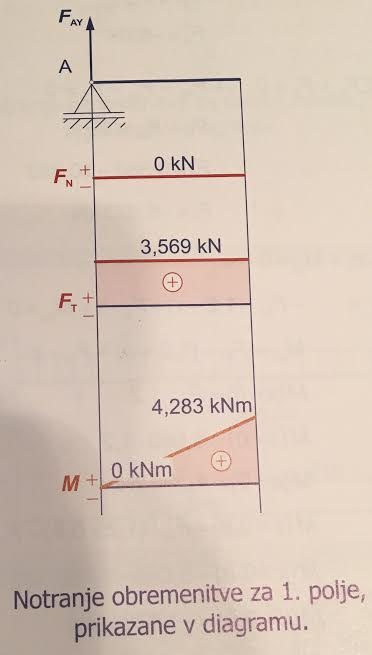 F_AY
A
0 kN
F_N + −
3,569 kN
+
F_T + −
4,283 kNm
0 kNm +
M + −
Notranje obremenitve za 1. polje,
prikazane v diagramu.